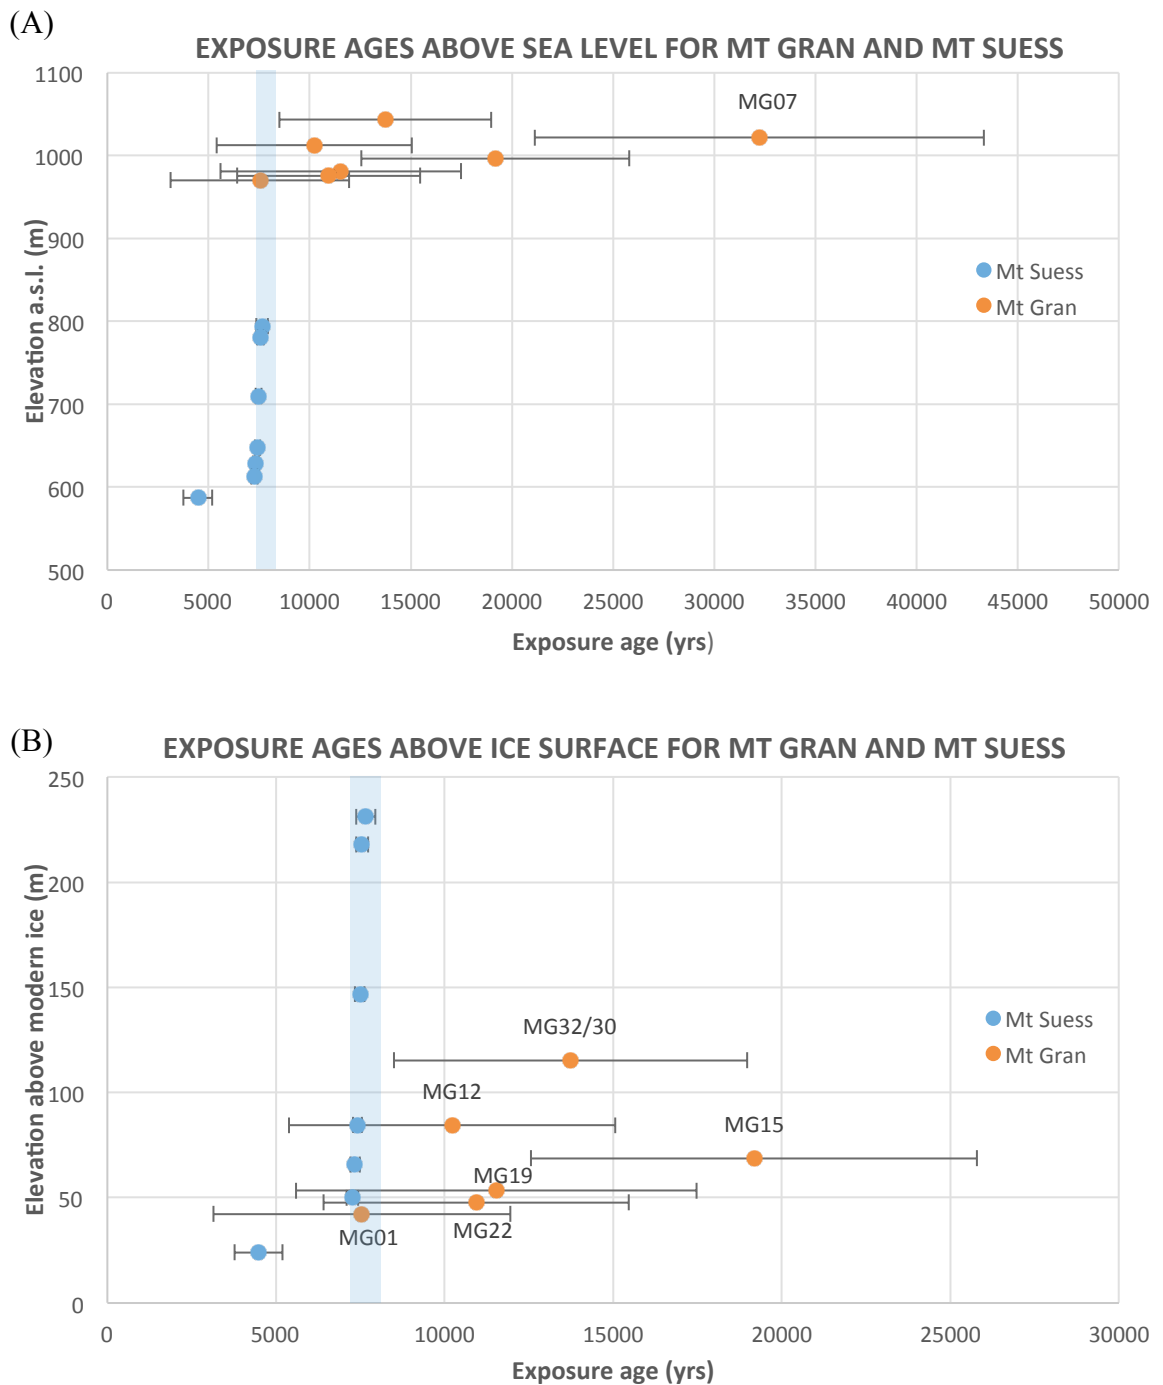 (A)
EXPOSURE AGES ABOVE SEA LEVEL FOR MT GRAN AND MT SUESS
1100
1000
900
800
700
600
500
Elevation a.s.l. (m)
MG07
Mt Suess
Mt Gran
0 5000 10000 15000 20000 25000 30000 35000 40000 45000 50000
Exposure age (yrs)
(B)
EXPOSURE AGES ABOVE ICE SURFACE FOR MT GRAN AND MT SUESS
250
200
150
100
50
0
Elevation above modern ice (m)
MG32/30
MG12
MG15
MG19
MG01
MG22
Mt Suess
Mt Gran
0 5000 10000 15000 20000 25000 30000
Exposure age (yrs)